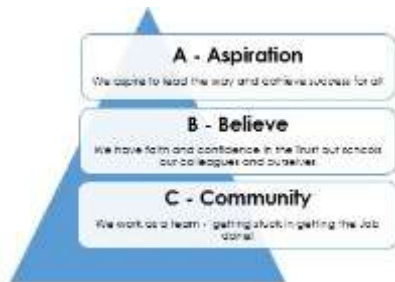 A - Aspiration
We aspire to lead the way and achieve success for all
B - Believe
We have faith and confidence in the Trust our schools
our colleagues and ourselves
C - Community
We work as a team - getting stuck in getting the Job
done!